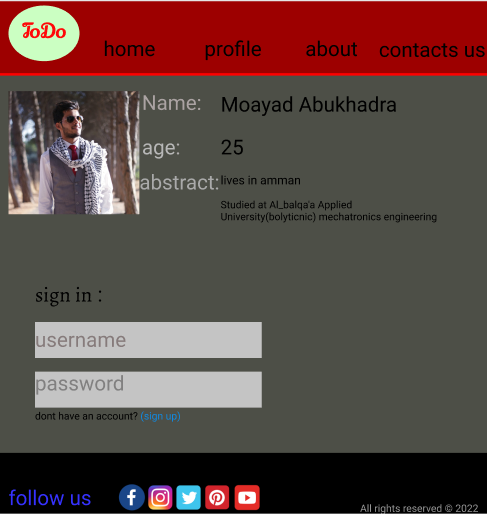 ToDo
home profile about contacts us
Name: Moayad Abukhadra
age: 25
abstract: lives in amman
Studied at Al_balqa'a Applied
University(bolyticnic) mechatronics engineering
sign in :
username
password
dont have an account? (sign up)
follow us
All rights reserved © 2022